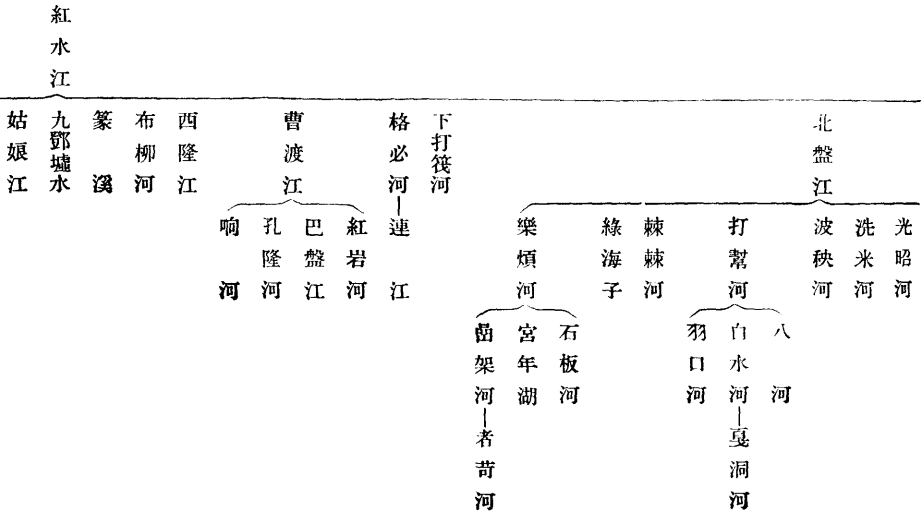 紅水江
北盤江
光昭河
洗米河
波秧河
打幫河
八河
白水河
戛洞河
羽口河
棘棘河
綠海子
樂煩河
石板河
宮年湖
嵒架河
者苛河
下打筏河
格必河
連江
曹渡江
紅岩河
巴盤江
孔隆河
响河
西隆江
布柳河
篆溪
九鄧墟水
姑娘江